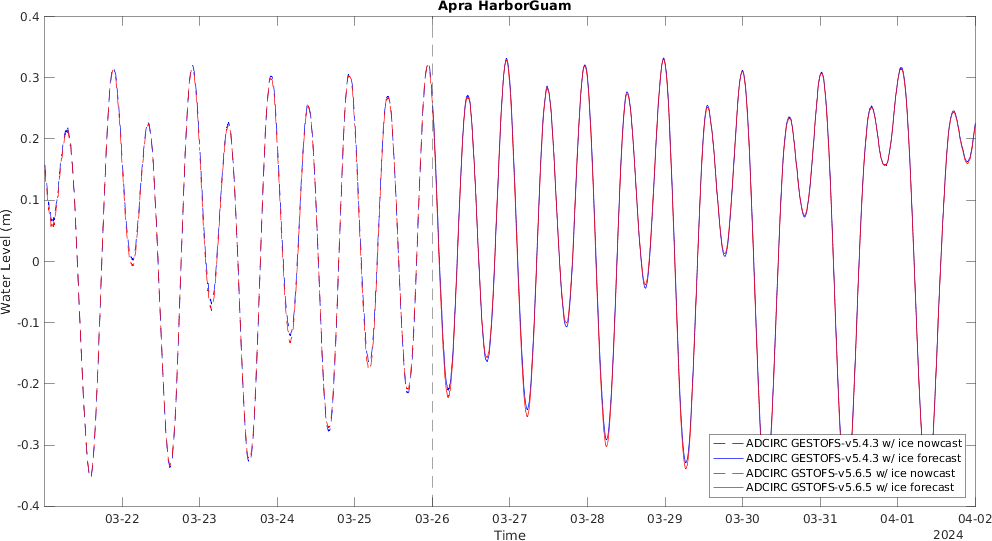 Apra HarborGuam
0.4
0.3
0.2
0.1
0
-0.1
-0.2
-0.3
-0.4
Water Level (m)
ADCIRC GESTOFS-v5.4.3 w/ ice nowcast
ADCIRC GESTOFS-v5.4.3 w/ ice forecast
ADCIRC GSTOFS-v5.6.5 w/ ice nowcast
ADCIRC GSTOFS-v5.6.5 w/ ice forecast
03-22 03-23 03-24 03-25 03-26 03-27 03-28 03-29 03-30 03-31 04-01 04-02
Time
2024